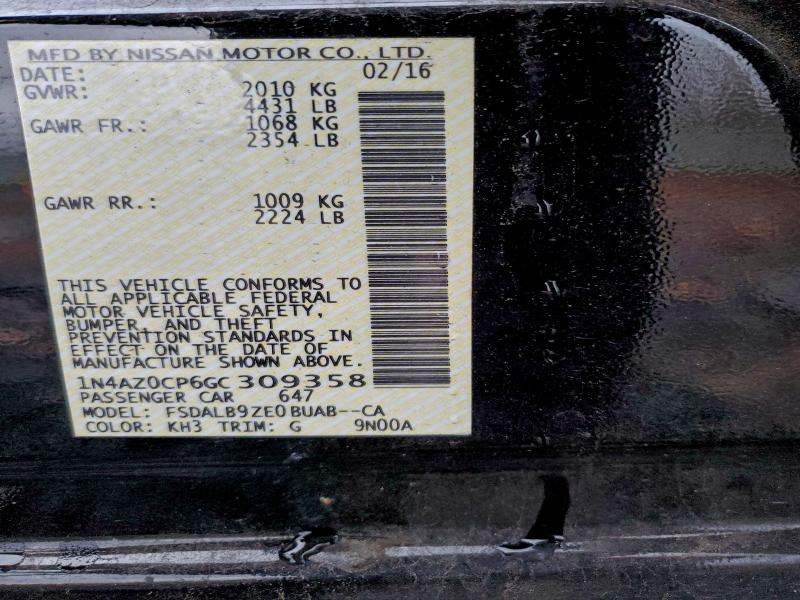 MFD BY NISSAN MOTOR CO., LTD.
DATE: 02/16
GVWR: 2010 KG
4431 LB
GAWR FR.: 1068 KG
2354 LB
GAWR RR.: 1009 KG
2224 LB
THIS VEHICLE CONFORMS TO
ALL APPLICABLE FEDERAL
MOTOR VEHICLE SAFETY,
BUMPER, AND THEFT
PREVENTION STANDARDS IN
EFFECT ON THE DATE OF
MANUFACTURE SHOWN ABOVE.
1N4AZ0CP6GC309358
PASSENGER CAR 647
MODEL: FSDALB9ZE0BUAB--CA
COLOR: KH3 TRIM: G 9N00A